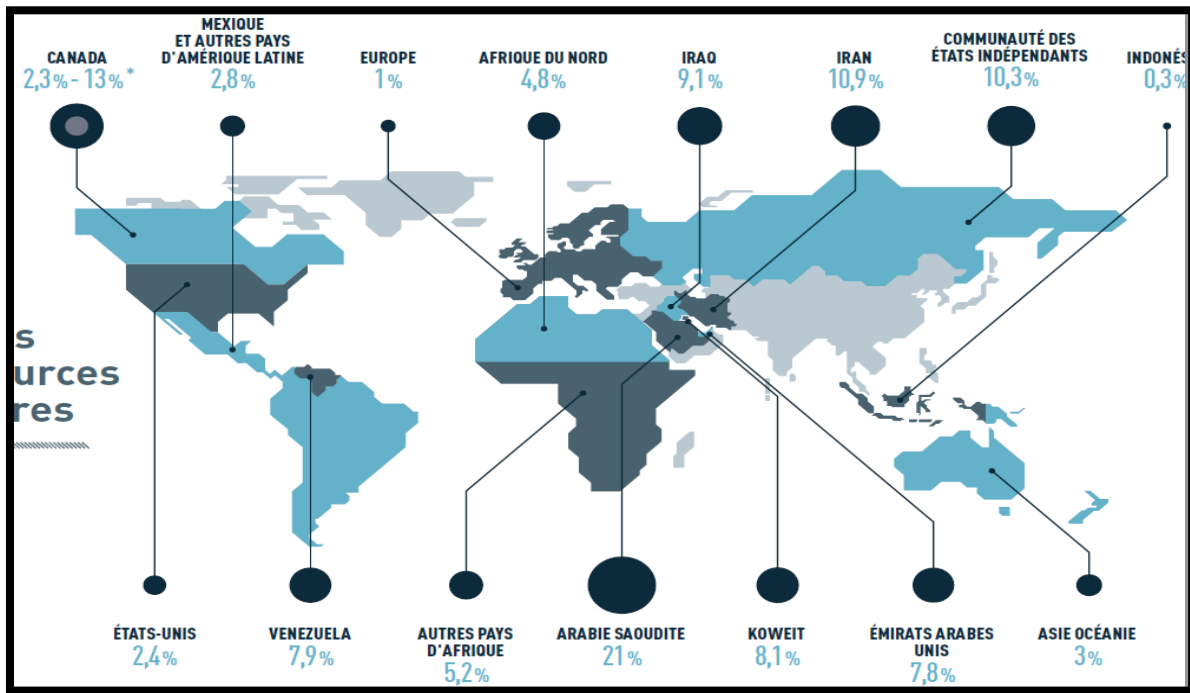 CANADA
2,3% - 13% *
MEXIQUE
ET AUTRES PAYS
D'AMÉRIQUE LATINE
2,8%
EUROPE
1%
AFRIQUE DU NORD
4,8%
IRAQ
9,1%
IRAN
10,9%
COMMUNAUTÉ DES
ÉTATS INDÉPENDANTS
10,3%
INDONÉS
0,3%
s
urces
res
ÉTATS-UNIS
2,4%
VENEZUELA
7,9%
AUTRES PAYS
D'AFRIQUE
5,2%
ARABIE SAOUDITE
21%
KOWEIT
8,1%
ÉMIRATS ARABES
UNIS
7,8%
ASIE OCÉANIE
3%